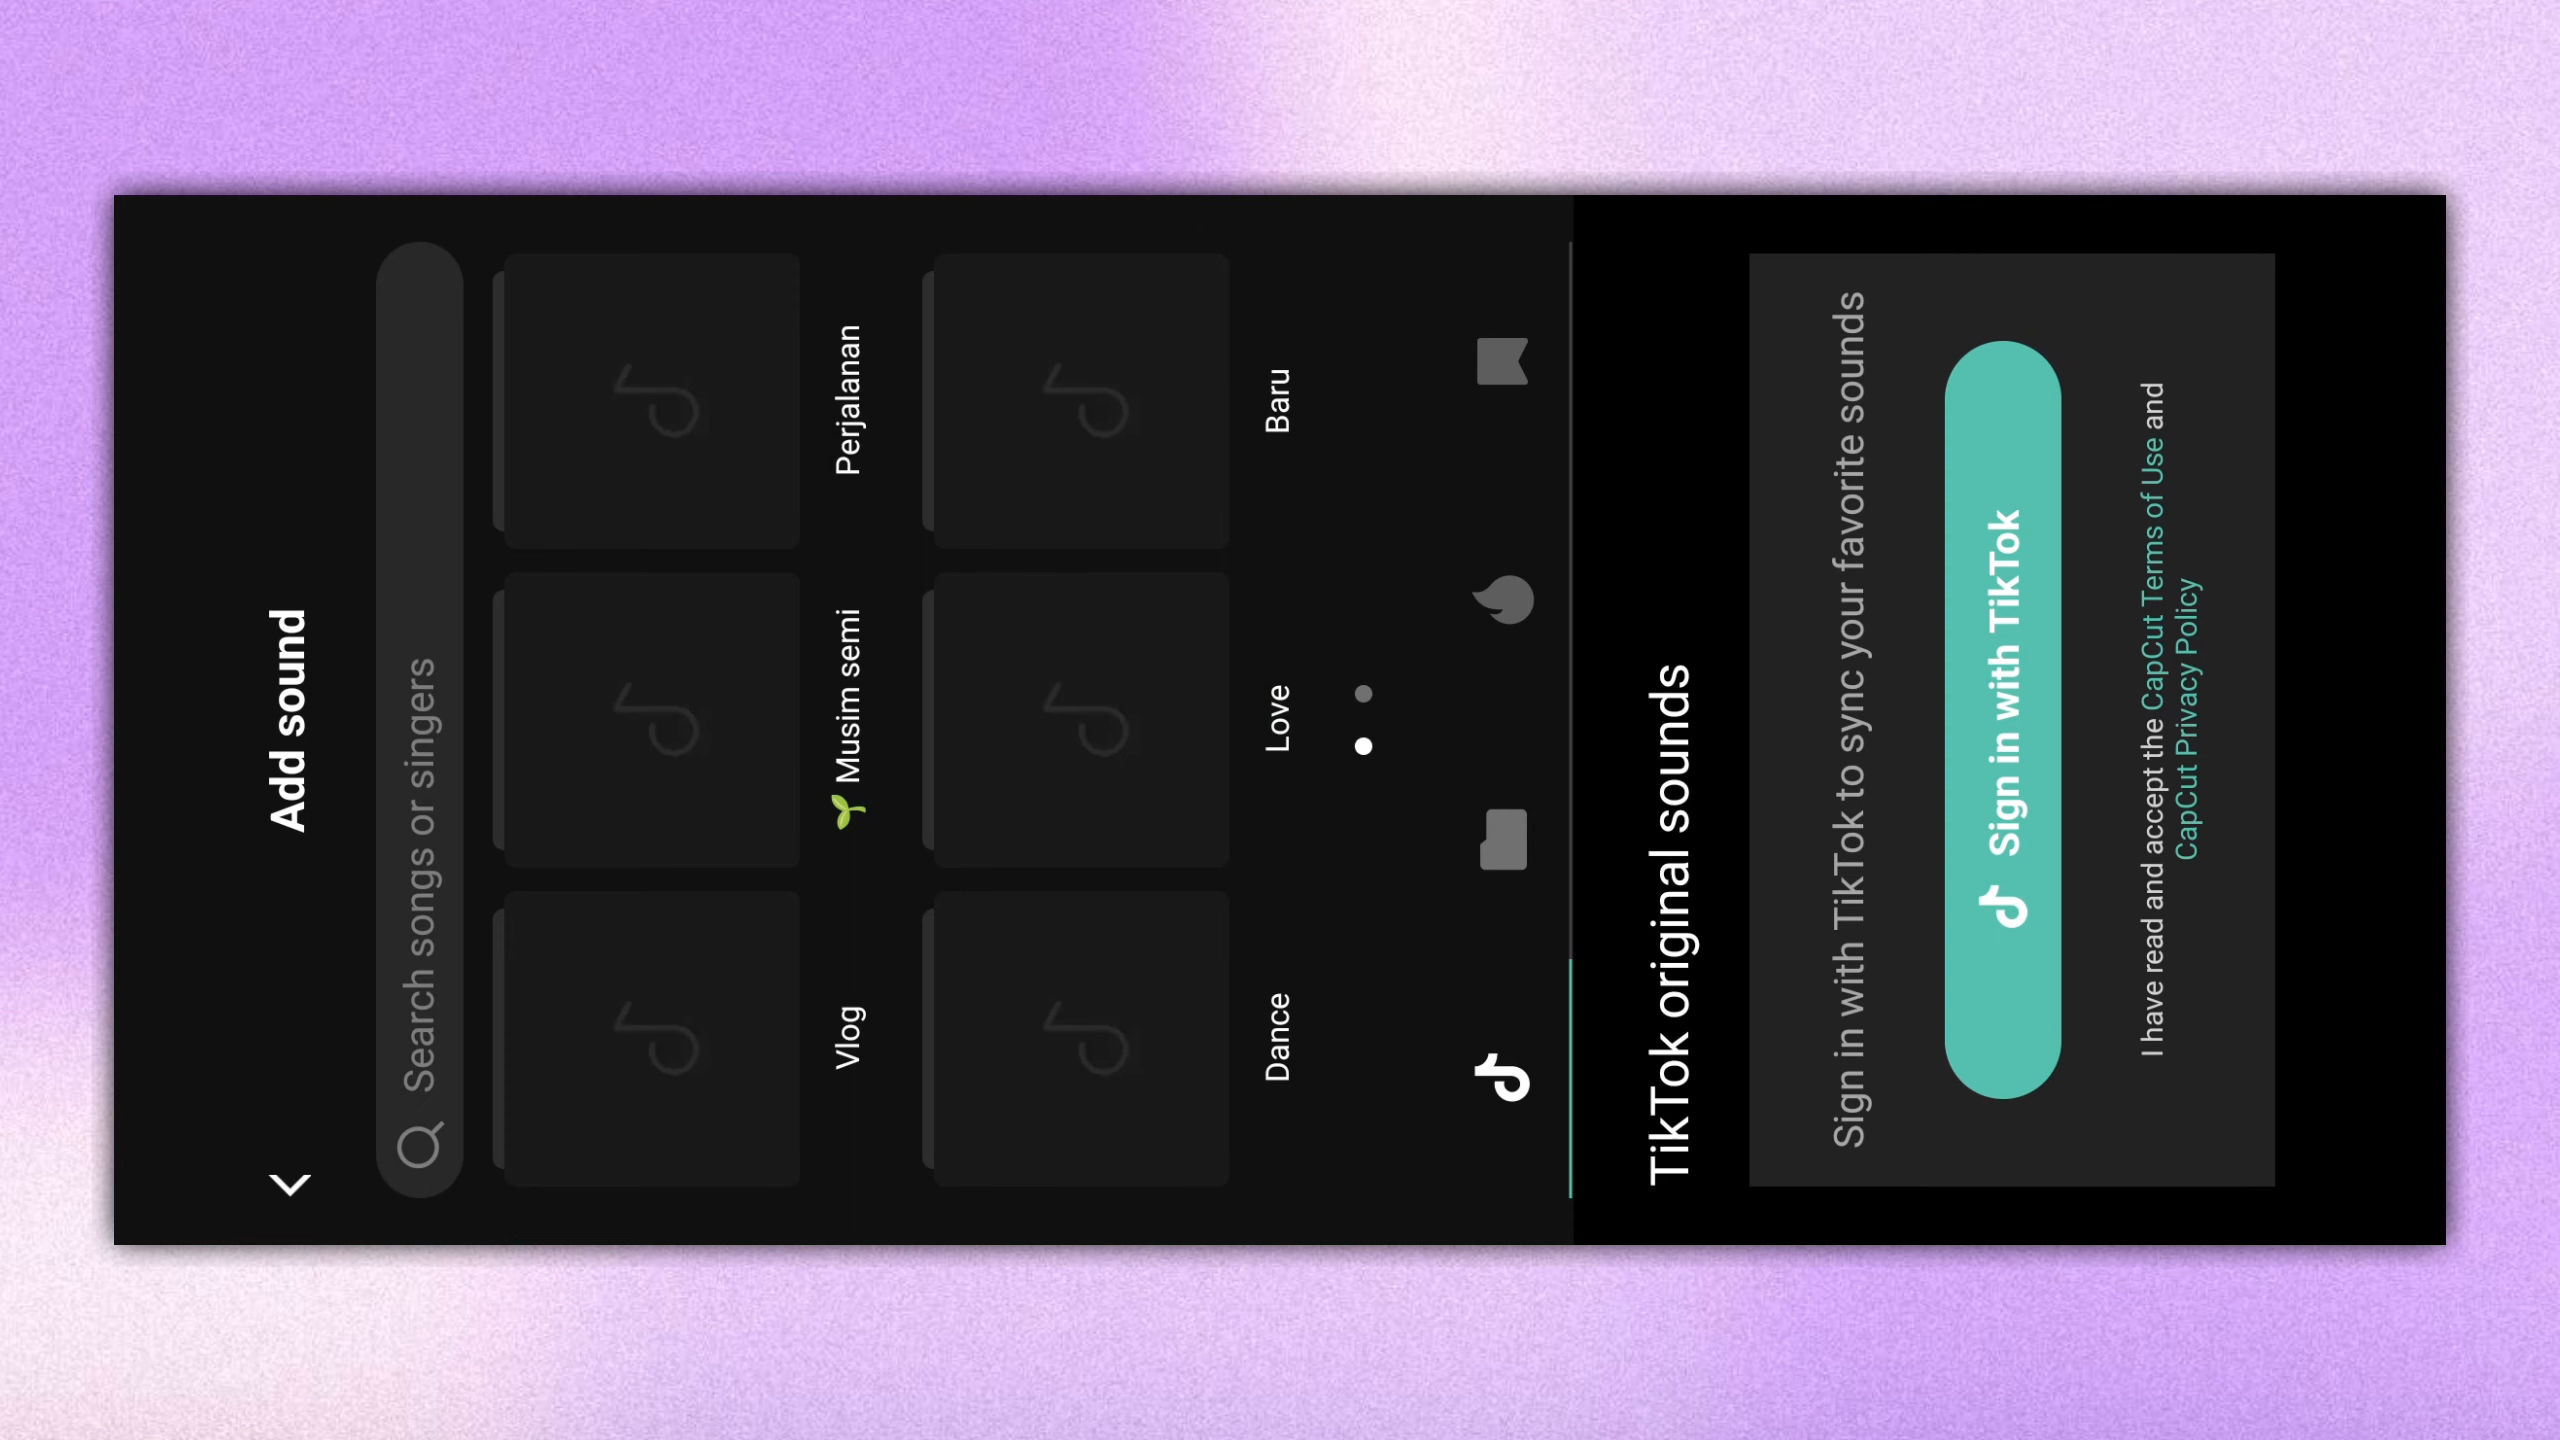 Add sound
Search songs or singers
Vlog
🌱 Musim semi
Perjalanan
Dance
Love
Baru
TikTok original sounds
Sign in with TikTok to sync your favorite sounds
Sign in with TikTok
I have read and accept the CapCut Terms of Use and
CapCut Privacy Policy